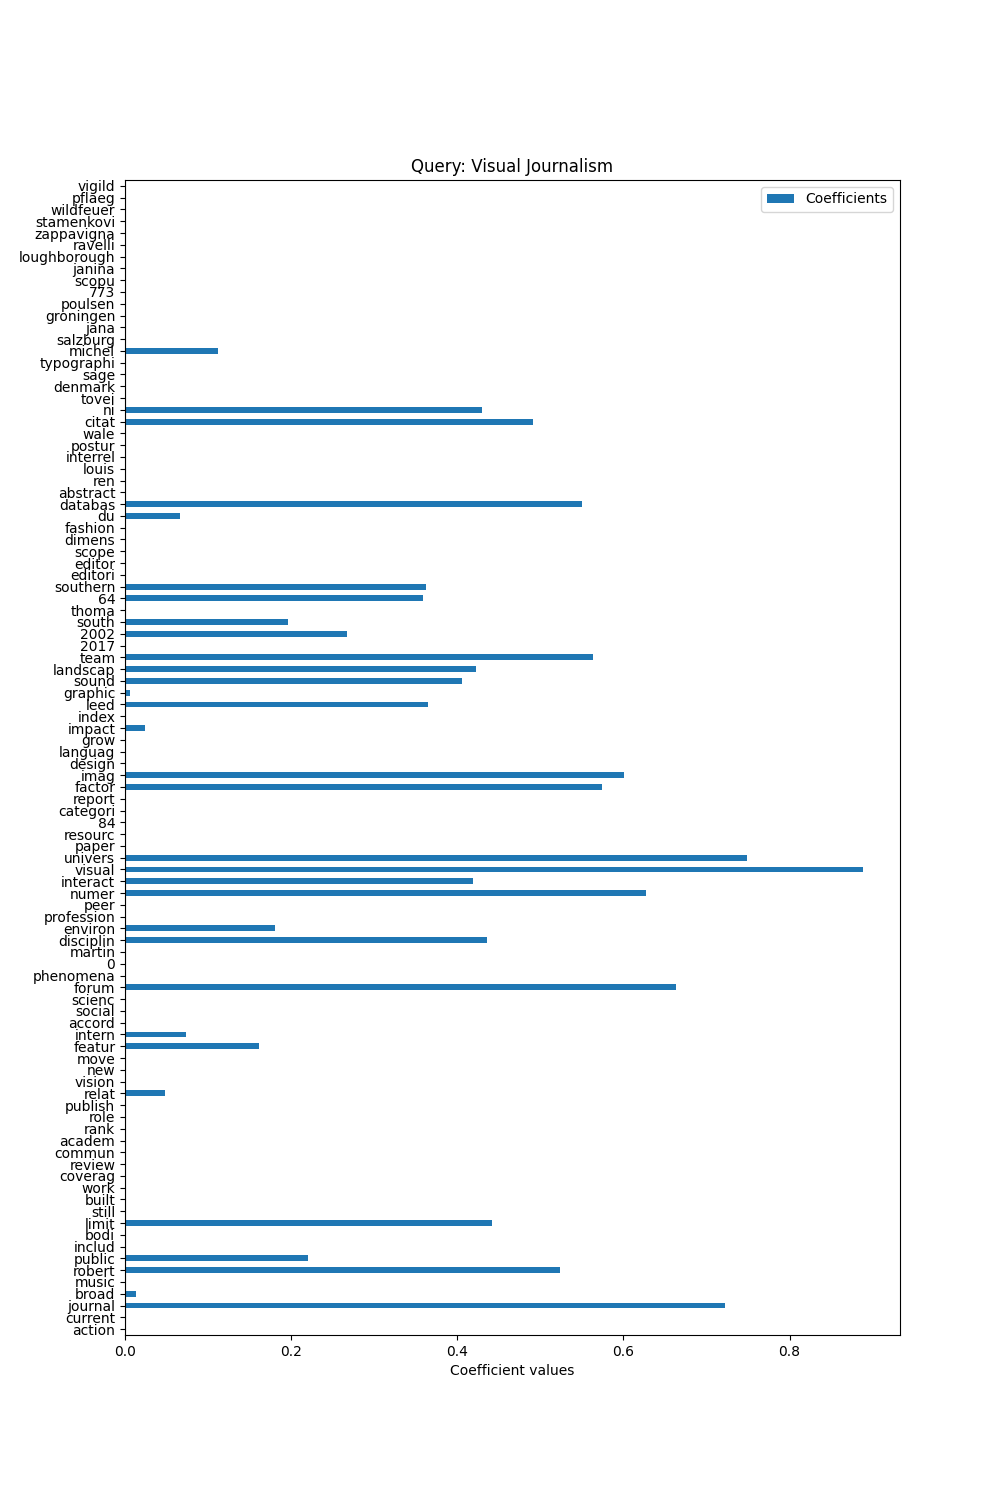 Query: Visual Journalism
Coefficients
vigild
pflaeg
wildfeuer
stamenkovi
zappavigna
ravelli
loughborough
janina
scopu
773
poulsen
groningen
jana
salzburg
michel
typographi
sage
denmark
tovei
ni
citat
wale
postur
interrel
louis
ren
abstract
databas
du
fashion
dimens
scope
editor
editori
southern
64
thoma
south
2002
2017
team
landscap
sound
graphic
leed
index
impact
grow
languag
design
imag
factor
report
categori
84
resourc
paper
univers
visual
interact
numer
peer
profession
environ
disciplin
martin
0
phenomena
forum
scienc
social
accord
intern
featur
move
new
vision
relat
publish
role
rank
academ
commun
review
coverag
work
built
still
limit
bodi
includ
public
robert
music
broad
journal
current
action
0.0 0.2 0.4 0.6 0.8
Coefficient values